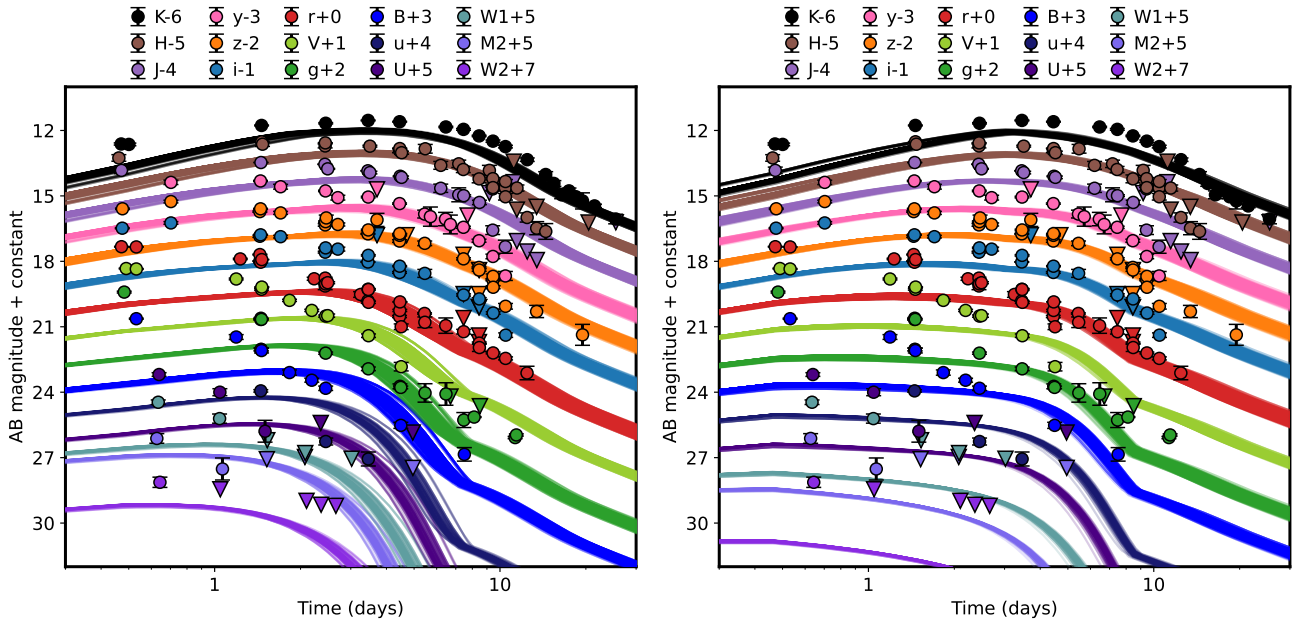 K-6 y-3 r+0 B+3 W1+5
H-5 z-2 V+1 u+4 M2+5
J-4 i-1 g+2 U+5 W2+7
12
15
18
21
24
27
30
AB magnitude + constant
1 10
Time (days)
K-6 y-3 r+0 B+3 W1+5
H-5 z-2 V+1 u+4 M2+5
J-4 i-1 g+2 U+5 W2+7
12
15
18
21
24
27
30
AB magnitude + constant
1 10
Time (days)